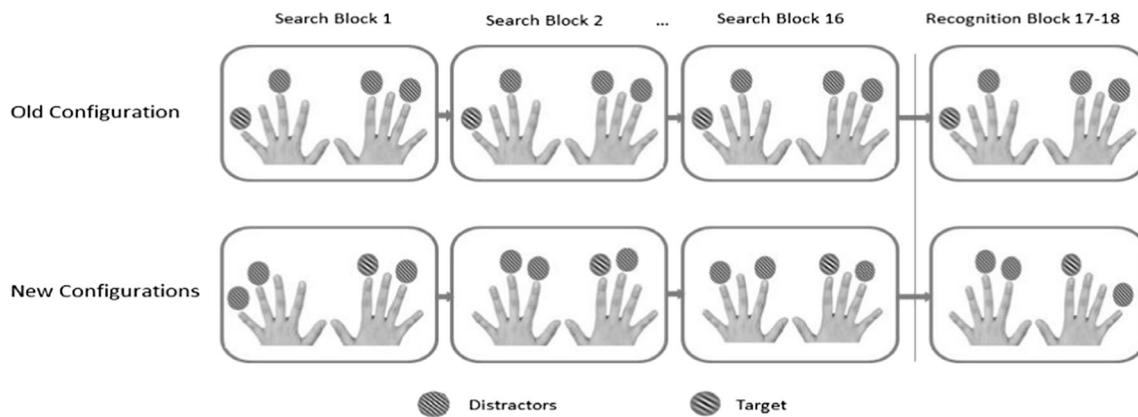 Search Block 1 Search Block 2 ... Search Block 16 Recognition Block 17-18
Old Configuration
New Configurations
Distractors Target